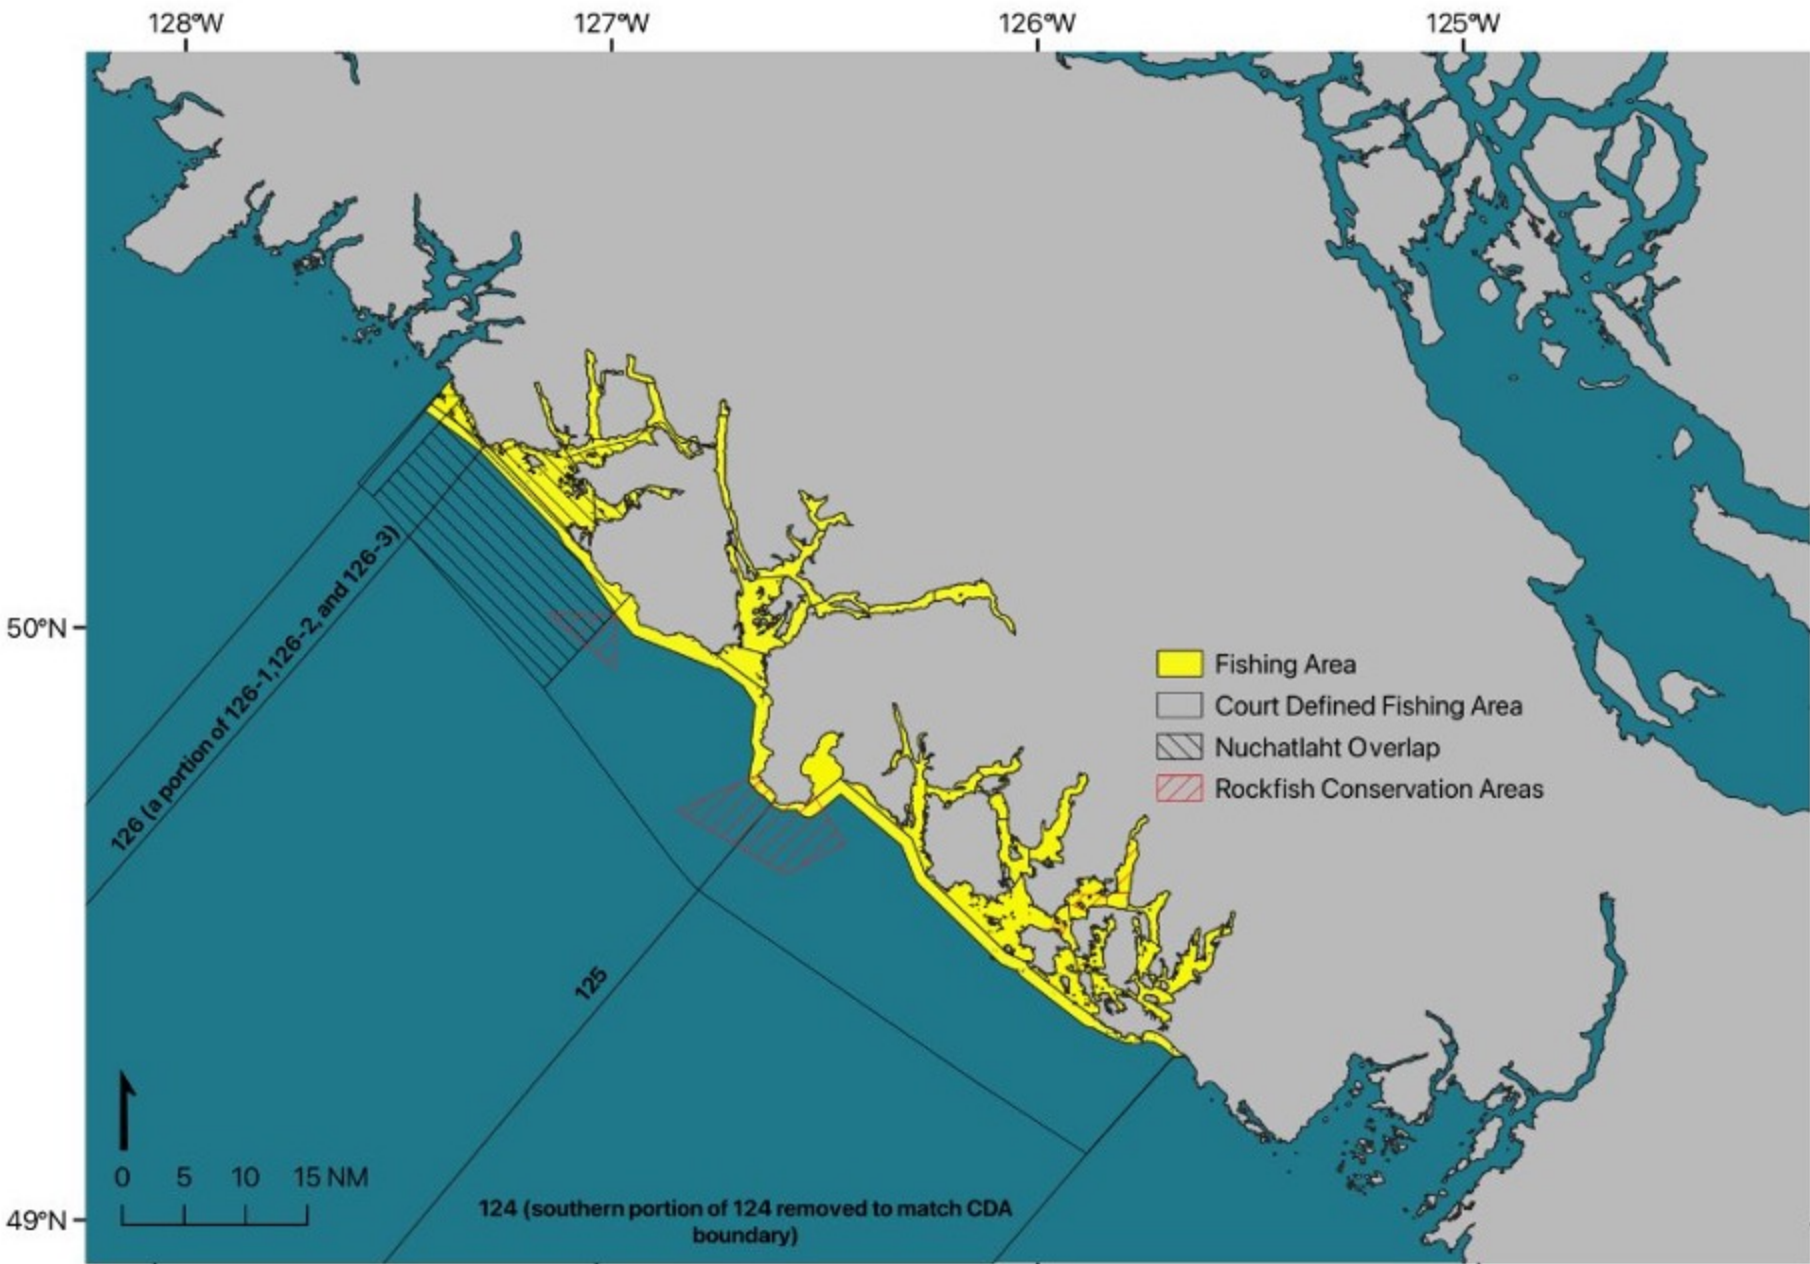 128°W
127°W
126°W
125°W
50°N
49°N
126 (a portion of 126-1,126-2, and 126-3)
125
124 (southern portion of 124 removed to match CDA
boundary)
Fishing Area
Court Defined Fishing Area
Nuchatlaht Overlap
Rockfish Conservation Areas
0 5 10 15 NM